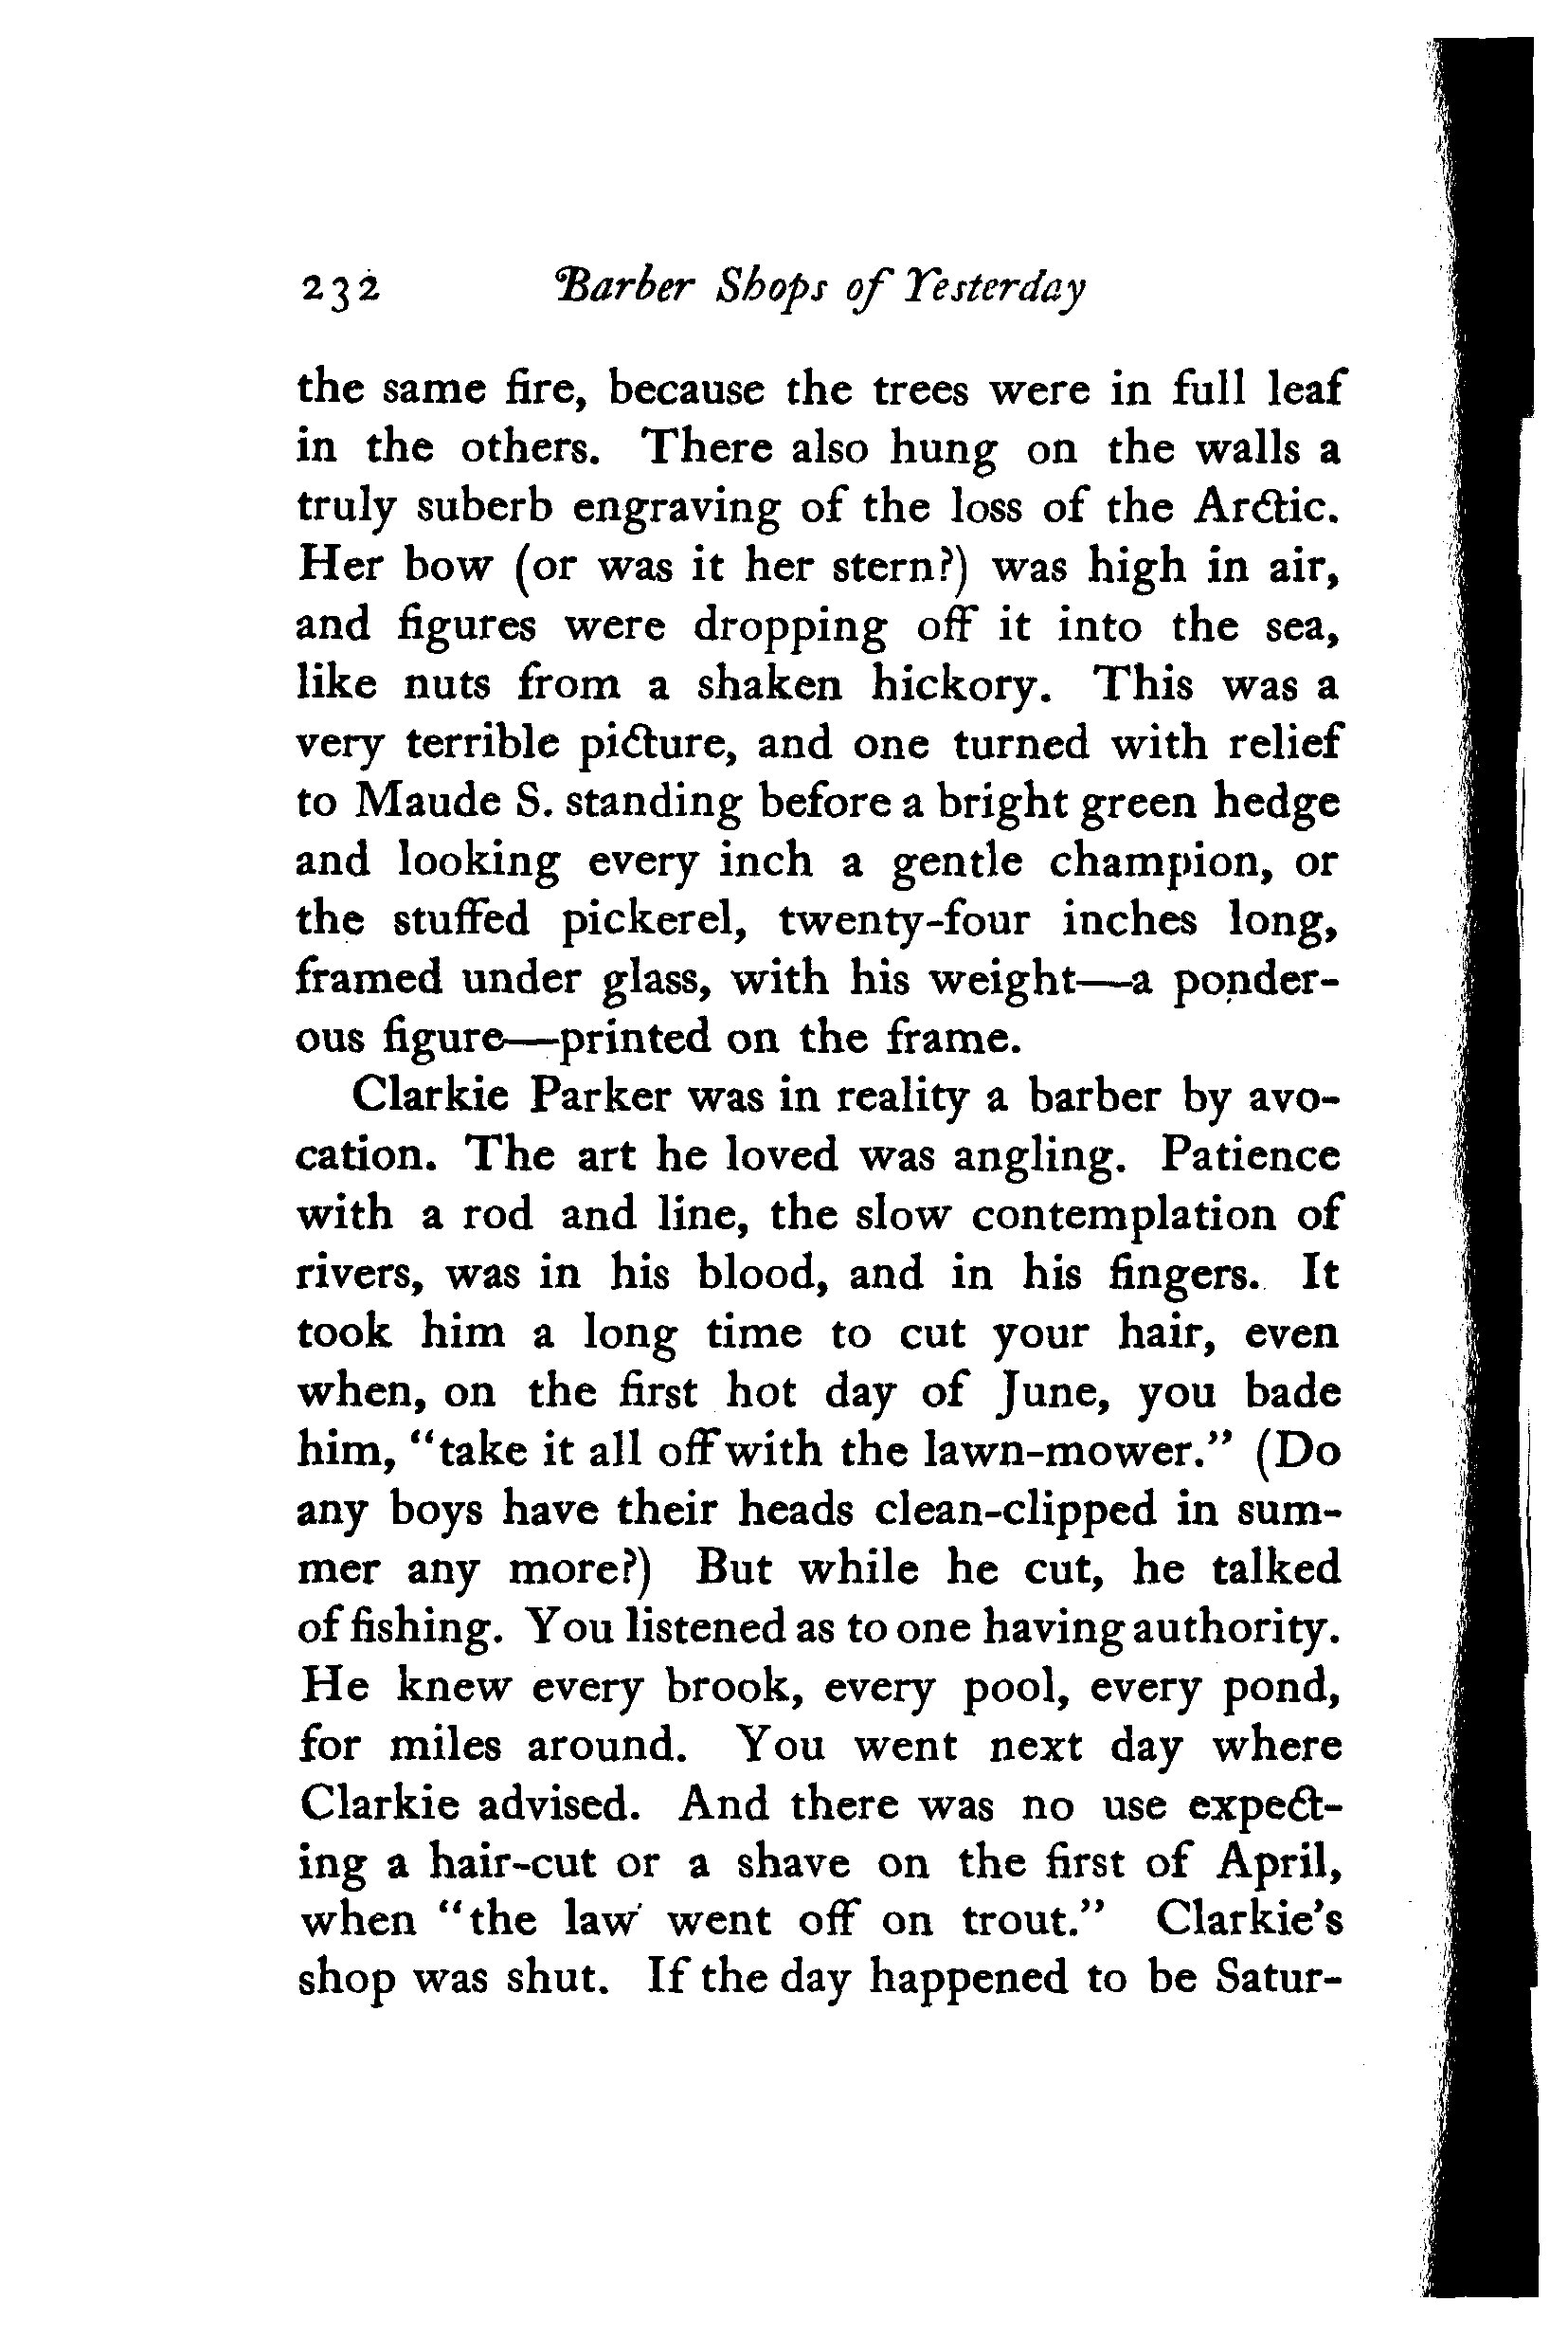 232 Barber Shops of Yesterday
the same fire, because the trees were in full leaf
in the others. There also hung on the walls a
truly suberb engraving of the loss of the Arctic.
Her bow (or was it her stern?) was high in air,
and figures were dropping off it into the sea,
like nuts from a shaken hickory. This was a
very terrible picture, and one turned with relief
to Maude S. standing before a bright green hedge
and looking every inch a gentle champion, or
the stuffed pickerel, twenty-four inches long,
framed under glass, with his weight—a ponder-
ous figure—printed on the frame.
Clarkie Parker was in reality a barber by avo-
cation. The art he loved was angling. Patience
with a rod and line, the slow contemplation of
rivers, was in his blood, and in his fingers. It
took him a long time to cut your hair, even
when, on the first hot day of June, you bade
him, “take it all off with the lawn-mower.” (Do
any boys have their heads clean-clipped in sum-
mer any more?) But while he cut, he talked
of fishing. You listened as to one having authority.
He knew every brook, every pool, every pond,
for miles around. You went next day where
Clarkie advised. And there was no use expect-
ing a hair-cut or a shave on the first of April,
when “the law went off on trout.” Clarkie’s
shop was shut. If the day happened to be Satur-